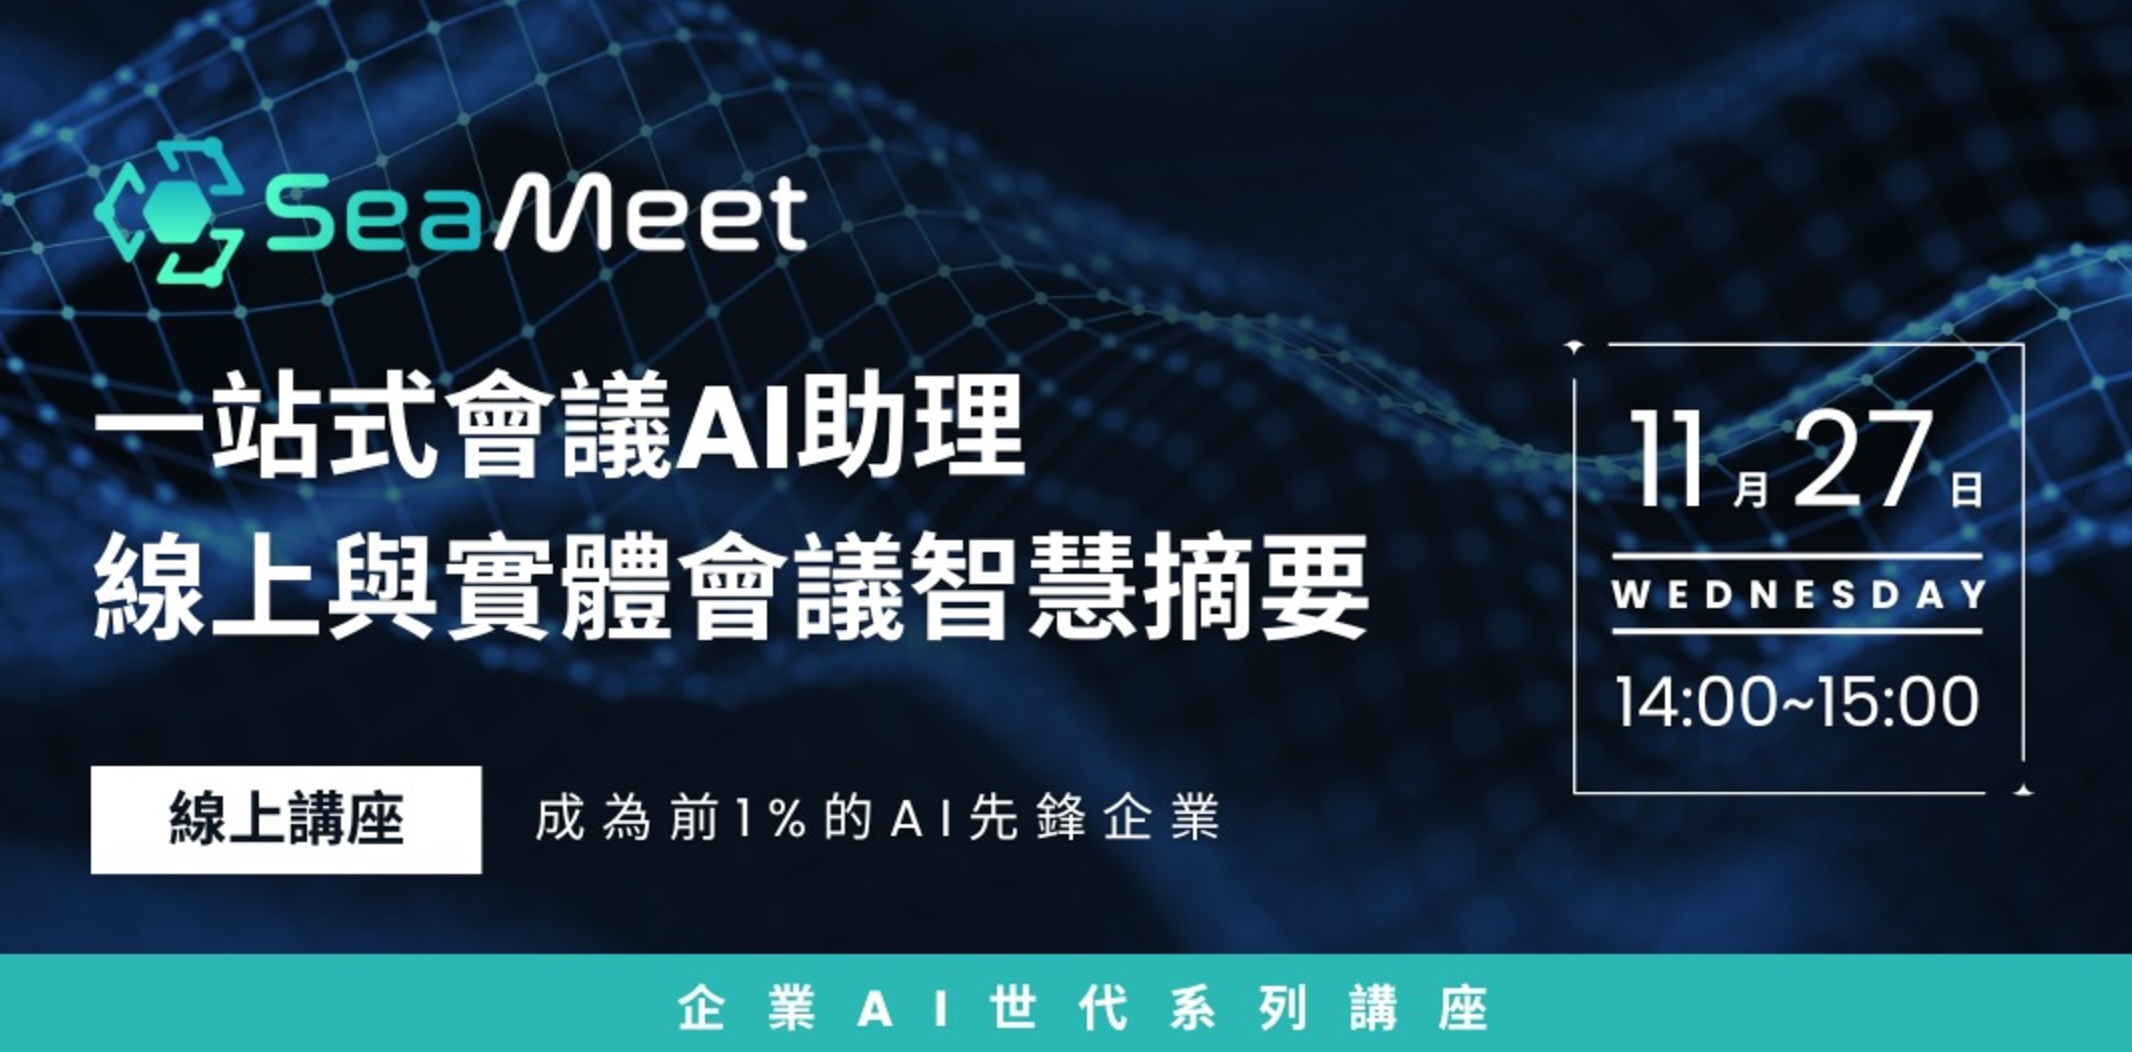 SeaMeet
一站式會議AI助理
線上與實體會議智慧摘要
11月27日
WEDNESDAY
14:00~15:00
線上講座
成為前1%的AI先鋒企業
企業AI世代系列講座